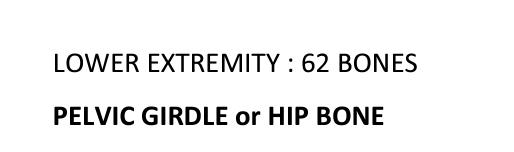 LOWER EXTREMITY : 62 BONES
PELVIC GIRDLE or HIP BONE